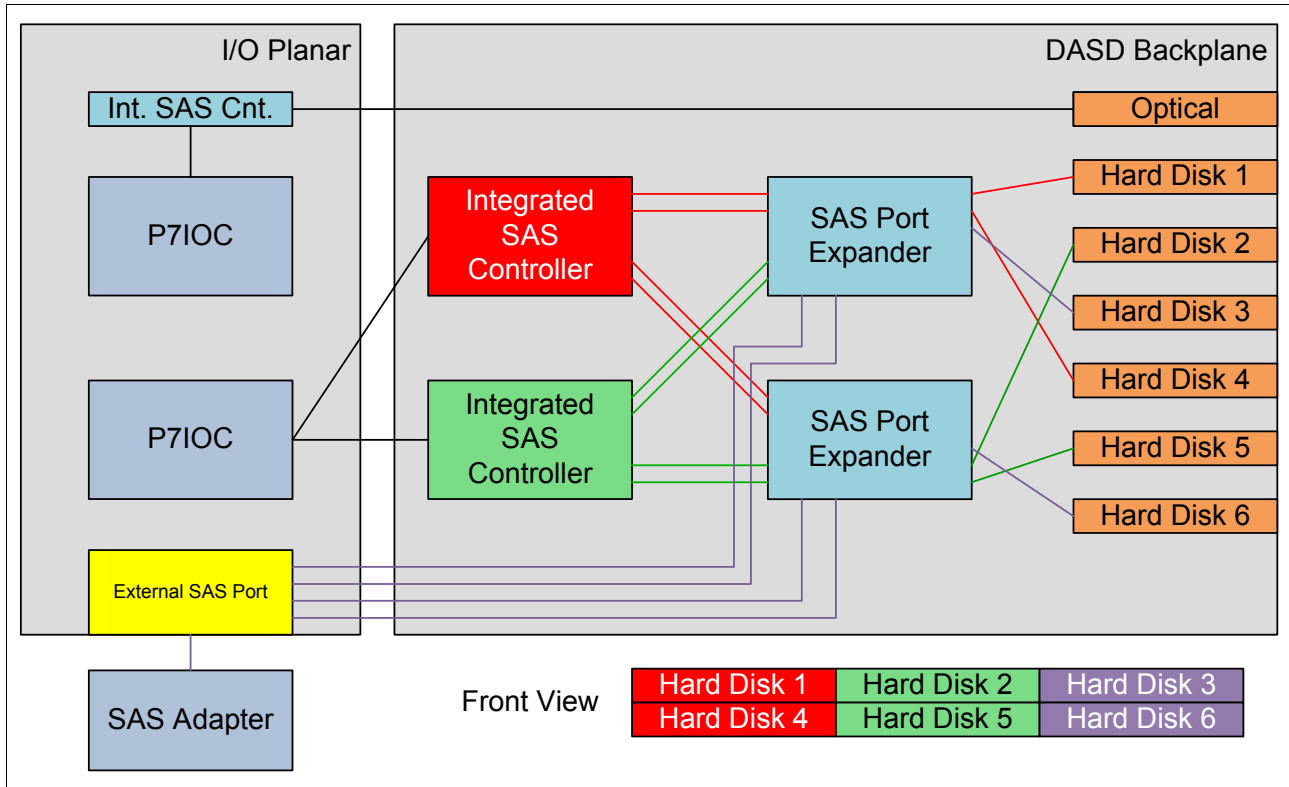 I/O Planar
DASD Backplane
Int. SAS Cnt.
Optical
P7IOC
Integrated
SAS
Controller
SAS Port
Expander
Hard Disk 1
Hard Disk 2
Hard Disk 3
Hard Disk 4
P7IOC
Integrated
SAS
Controller
SAS Port
Expander
Hard Disk 5
Hard Disk 6
External SAS Port
SAS Adapter
Front View
Hard Disk 1 Hard Disk 2 Hard Disk 3
Hard Disk 4 Hard Disk 5 Hard Disk 6